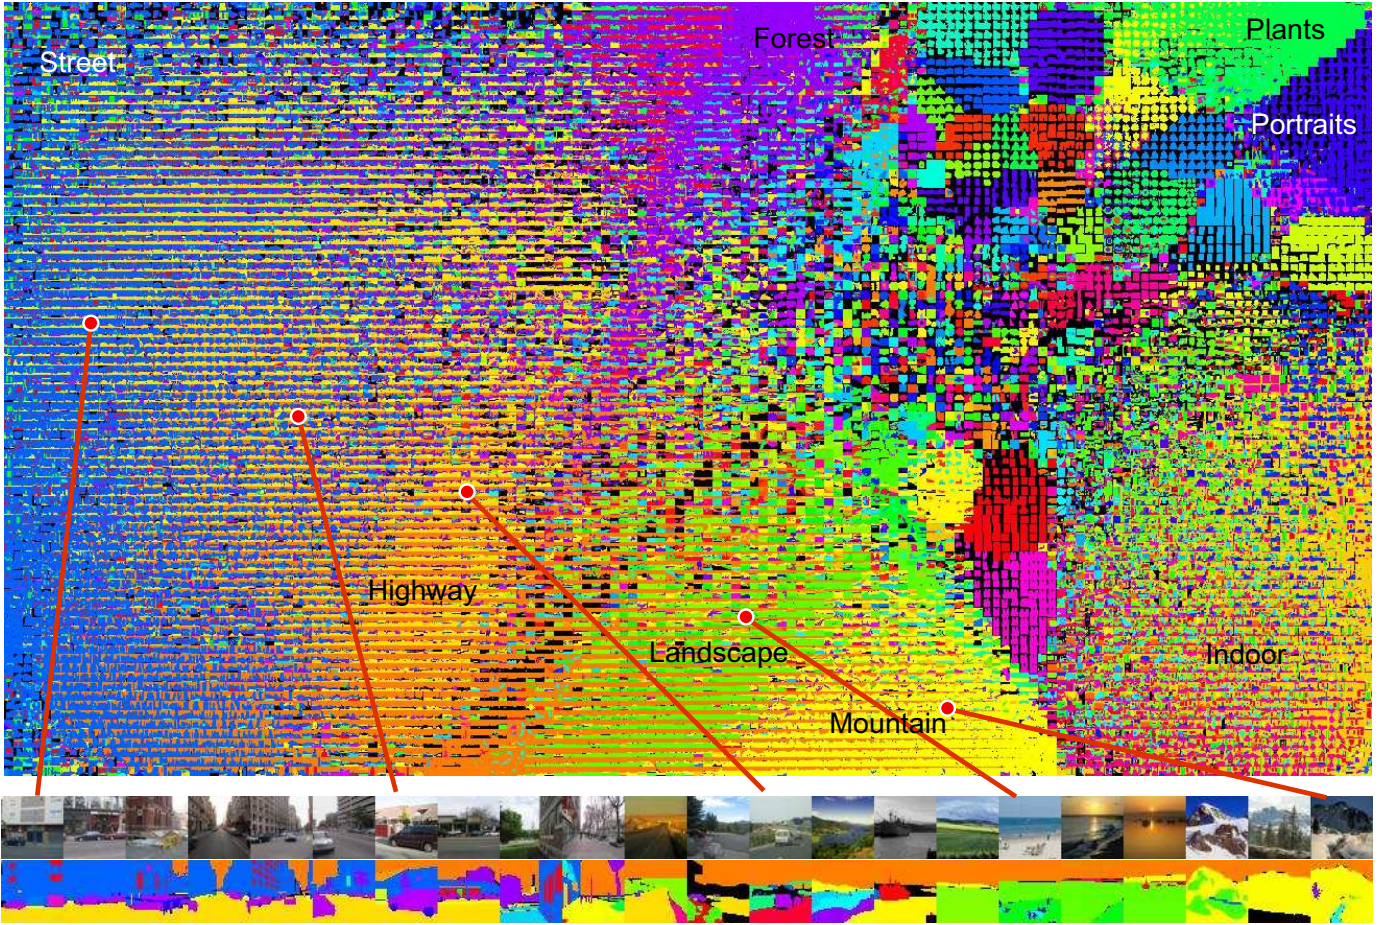 Forest
Plants
Street
Portraits
Highway
Landscape
Indoor
Mountain